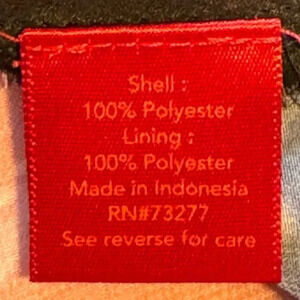 Shell :
100% Polyester
Lining :
100% Polyester
Made in Indonesia
RN#73277
See reverse for care